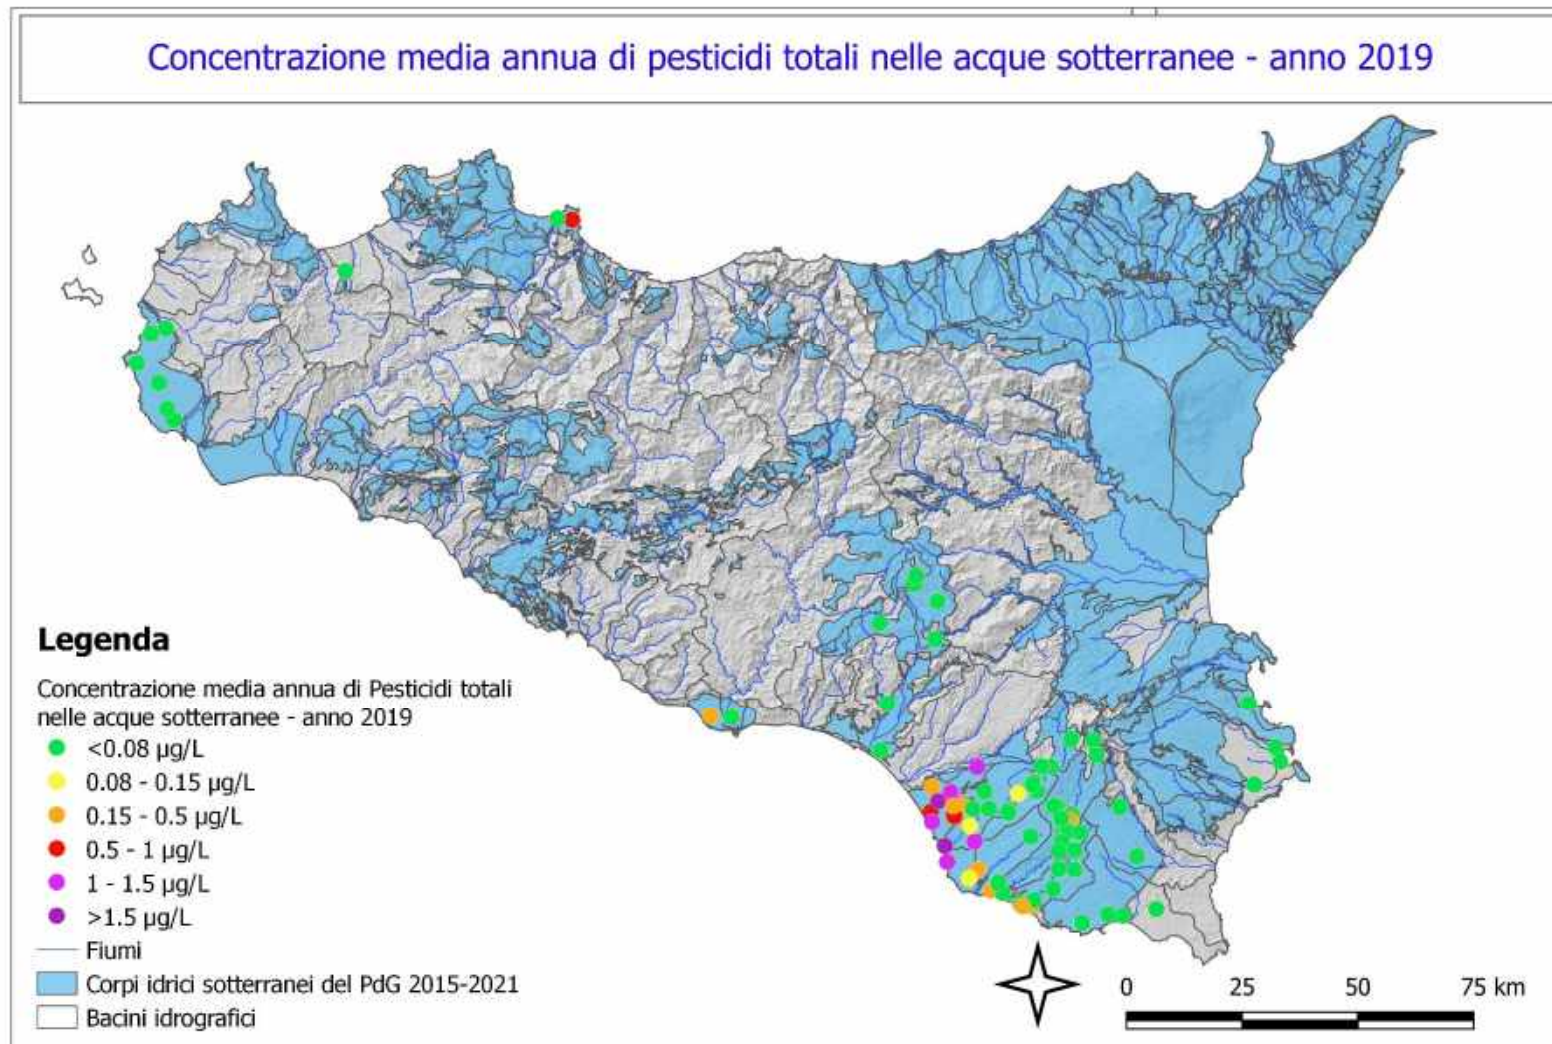 Concentrazione media annua di pesticidi totali nelle acque sotterranee - anno 2019
Legenda
Concentrazione media annua di Pesticidi totali
nelle acque sotterranee - anno 2019
<0.08 µg/L
0.08 - 0.15 µg/L
0.15 - 0.5 µg/L
0.5 - 1 µg/L
1 - 1.5 µg/L
>1.5 µg/L
Fiumi
Corpi idrici sotterranei del PdG 2015-2021
Bacini idrografici
0 25 50 75 km